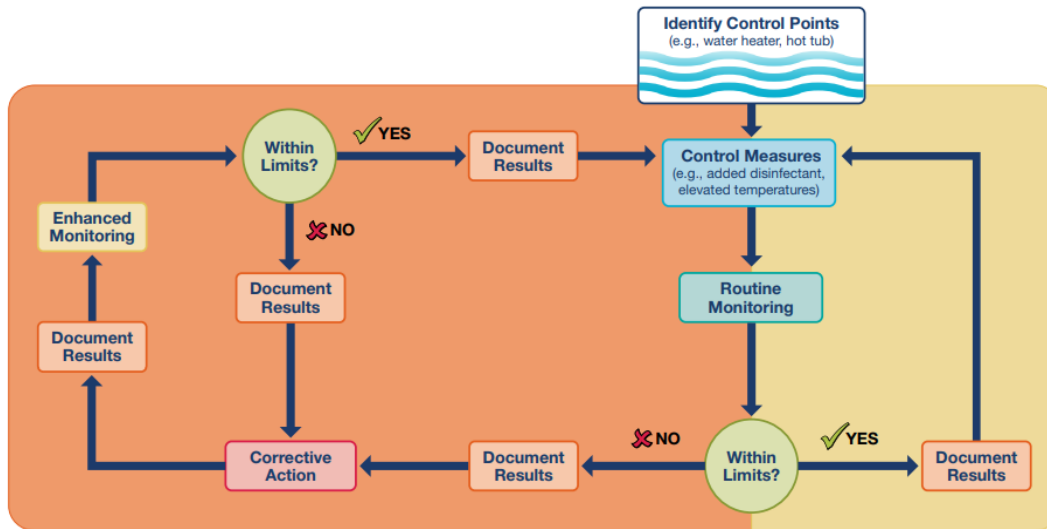 Identify Control Points
(e.g., water heater, hot tub)
Within
Limits?
YES
Document
Results
Control Measures
(e.g., added disinfectant,
elevated temperatures)
Enhanced
Monitoring
NO
Document
Results
Routine
Monitoring
Document
Results
Corrective
Action
Document
Results
NO
Within
Limits?
YES
Document
Results